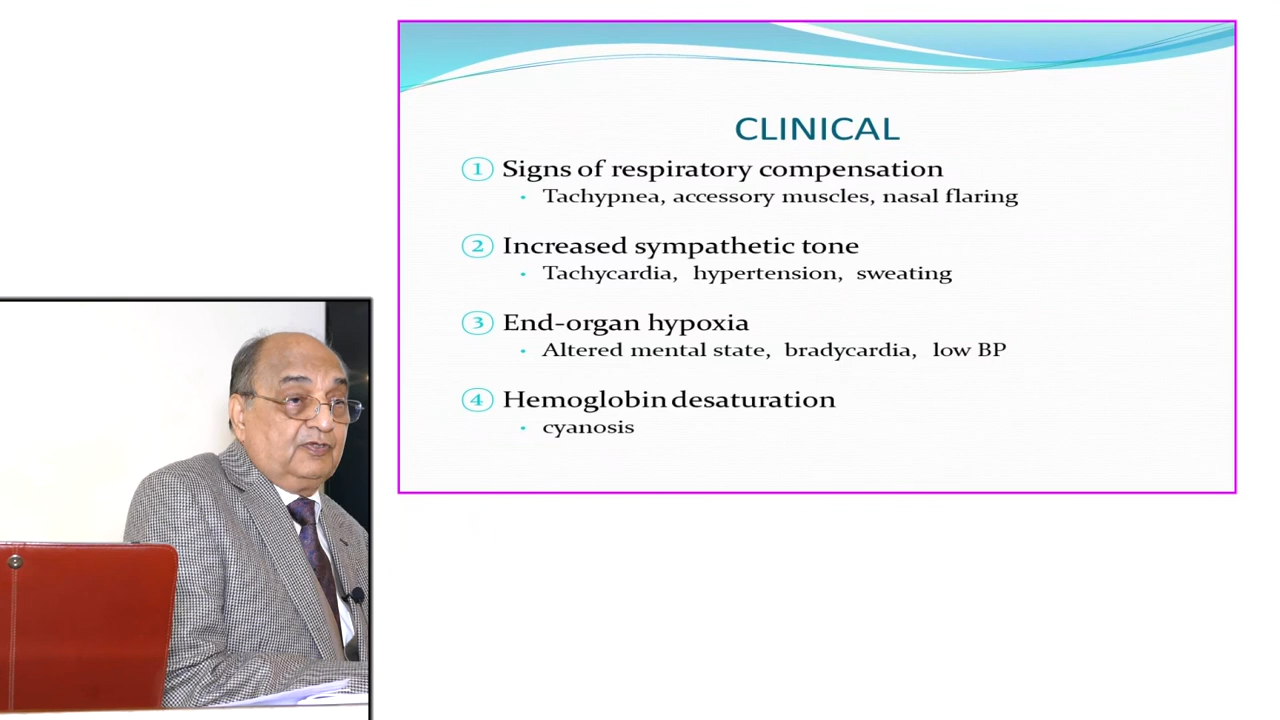 CLINICAL
1 Signs of respiratory compensation
• Tachypnea, accessory muscles, nasal flaring
2 Increased sympathetic tone
• Tachycardia, hypertension, sweating
3 End-organ hypoxia
• Altered mental state, bradycardia, low BP
4 Hemoglobin desaturation
• cyanosis